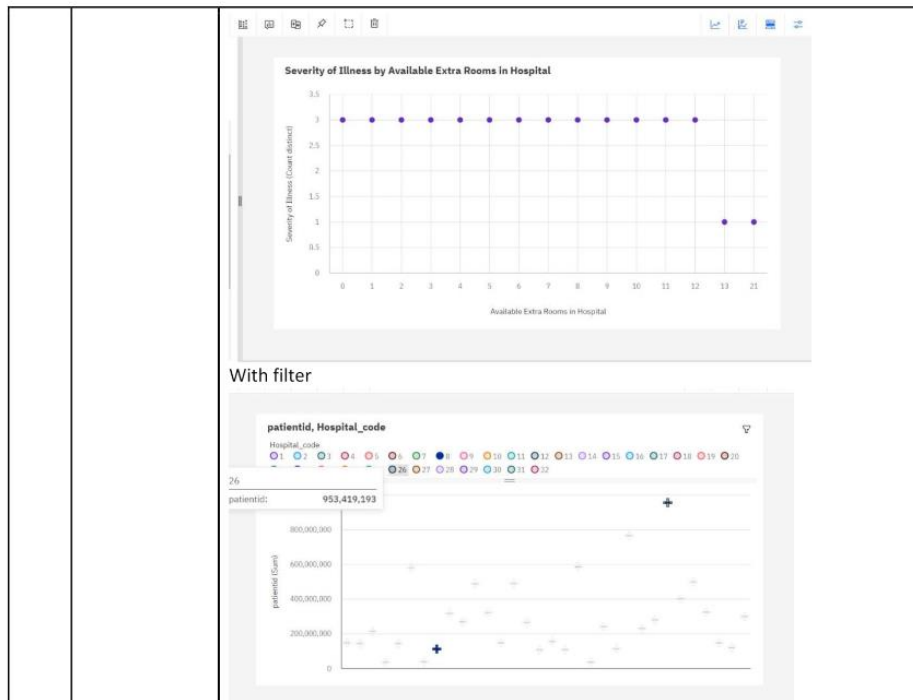 Severity of Illness by Available Extra Rooms in Hospital
3.5
3
2.5
2
1.5
1
0.5
0
Severity of Illness (Count distinct)
0 1 2 3 4 5 6 7 8 9 10 11 12 13 21
Available Extra Rooms in Hospital
With filter
patientid, Hospital_code
Hospital_code
1 2 3 4 5 6 7 8 9 10 11 12 13 14 15 16 17 18 19 20
26 27 28 29 30 31 32
26
patientid: 953,419,193
800,000,000
600,000,000
400,000,000
200,000,000
0
patientid (Sum)